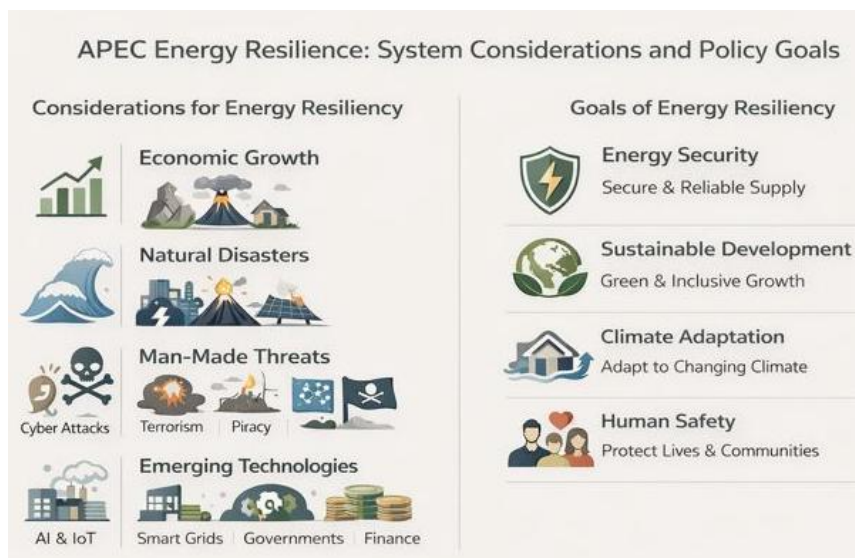 APEC Energy Resilience: System Considerations and Policy Goals
Considerations for Energy Resiliency
Economic Growth
Natural Disasters
Man-Made Threats
Cyber Attacks
Terrorism
Piracy
Emerging Technologies
AI & IoT
Smart Grids
Governments
Finance
Goals of Energy Resiliency
Energy Security
Secure & Reliable Supply
Sustainable Development
Green & Inclusive Growth
Climate Adaptation
Adapt to Changing Climate
Human Safety
Protect Lives & Communities